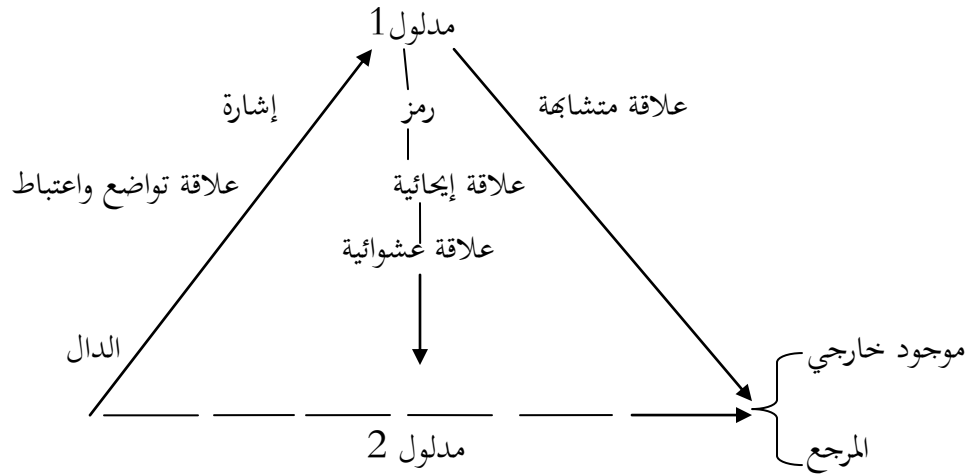 مدلول1
إشارة
رمز
علاقة متشابهة
علاقة تواضع واعتباط
علاقة إيحائية
علاقة عشوائية
الدال
موجود خارجي
مدلول 2
المرجع